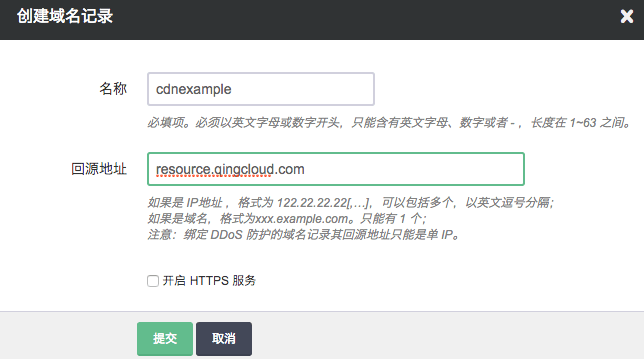 创建域名记录
名称
cdnexample
必填项。必须以英文字母或数字开头，只能含有英文字母、数字或者 - ，长度在 1~63 之间。
回源地址
resource.qingcloud.com
如果是 IP地址 ，格式为 122.22.22.22[,…]，可以包括多个，以英文逗号分隔；
如果是域名，格式为xxx.example.com。只能有 1 个；
注意：绑定 DDoS 防护的域名记录其回源地址只能是单 IP。
开启 HTTPS 服务
提交
取消